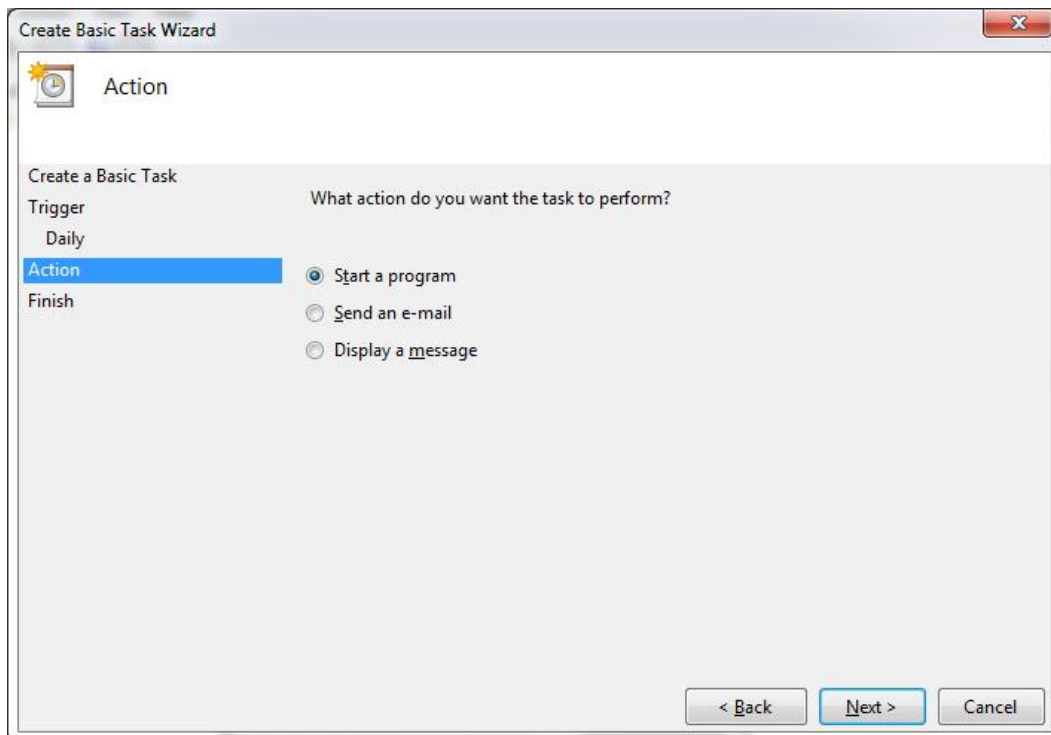 Create Basic Task Wizard
Action
Create a Basic Task
Trigger
Daily
Action
Finish
What action do you want the task to perform?
Start a program
Send an e-mail
Display a message
< Back
Next >
Cancel